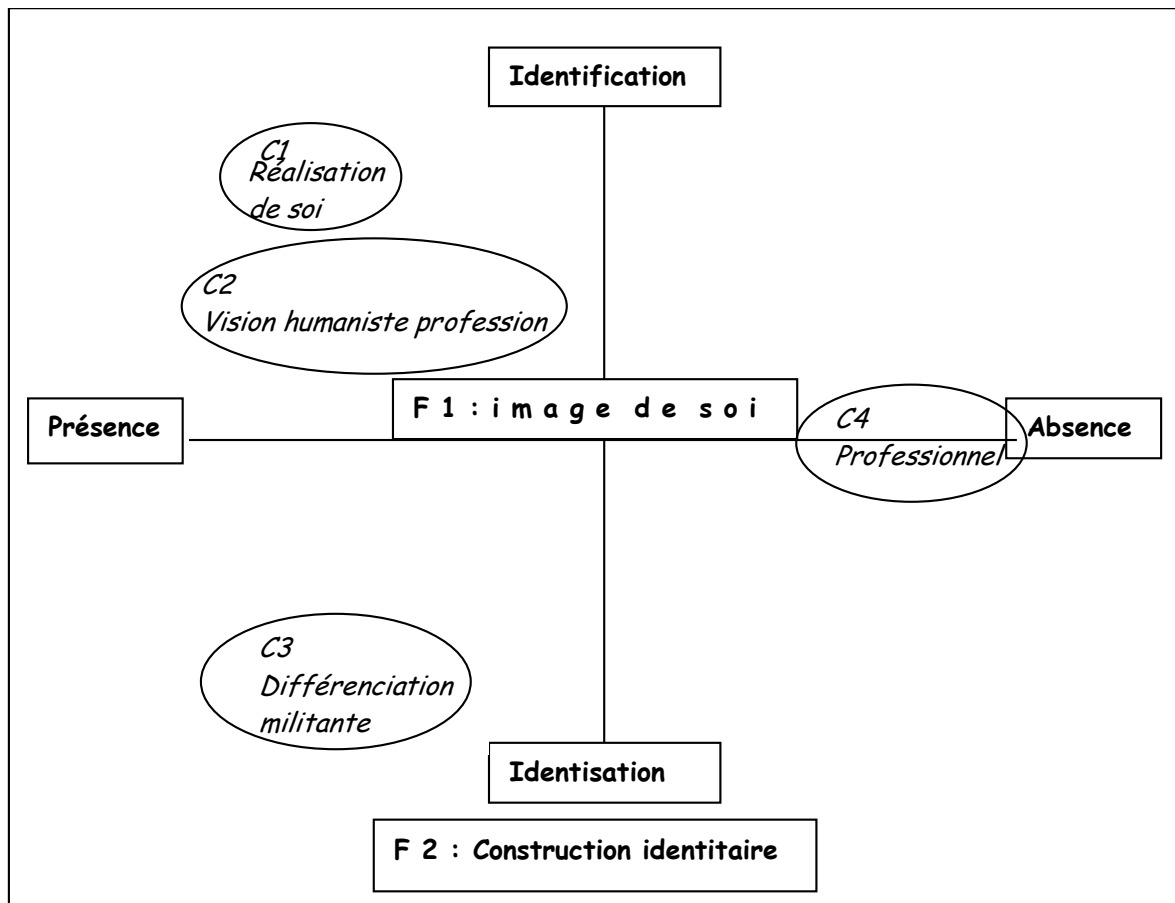 Identification
C1
Réalisation
de soi
C2
Vision humaniste profession
F 1 : i m a g e d e s o i
Présence
C4
Professionnel
Absence
C3
Différenciation
militante
Identisation
F 2 : Construction identitaire